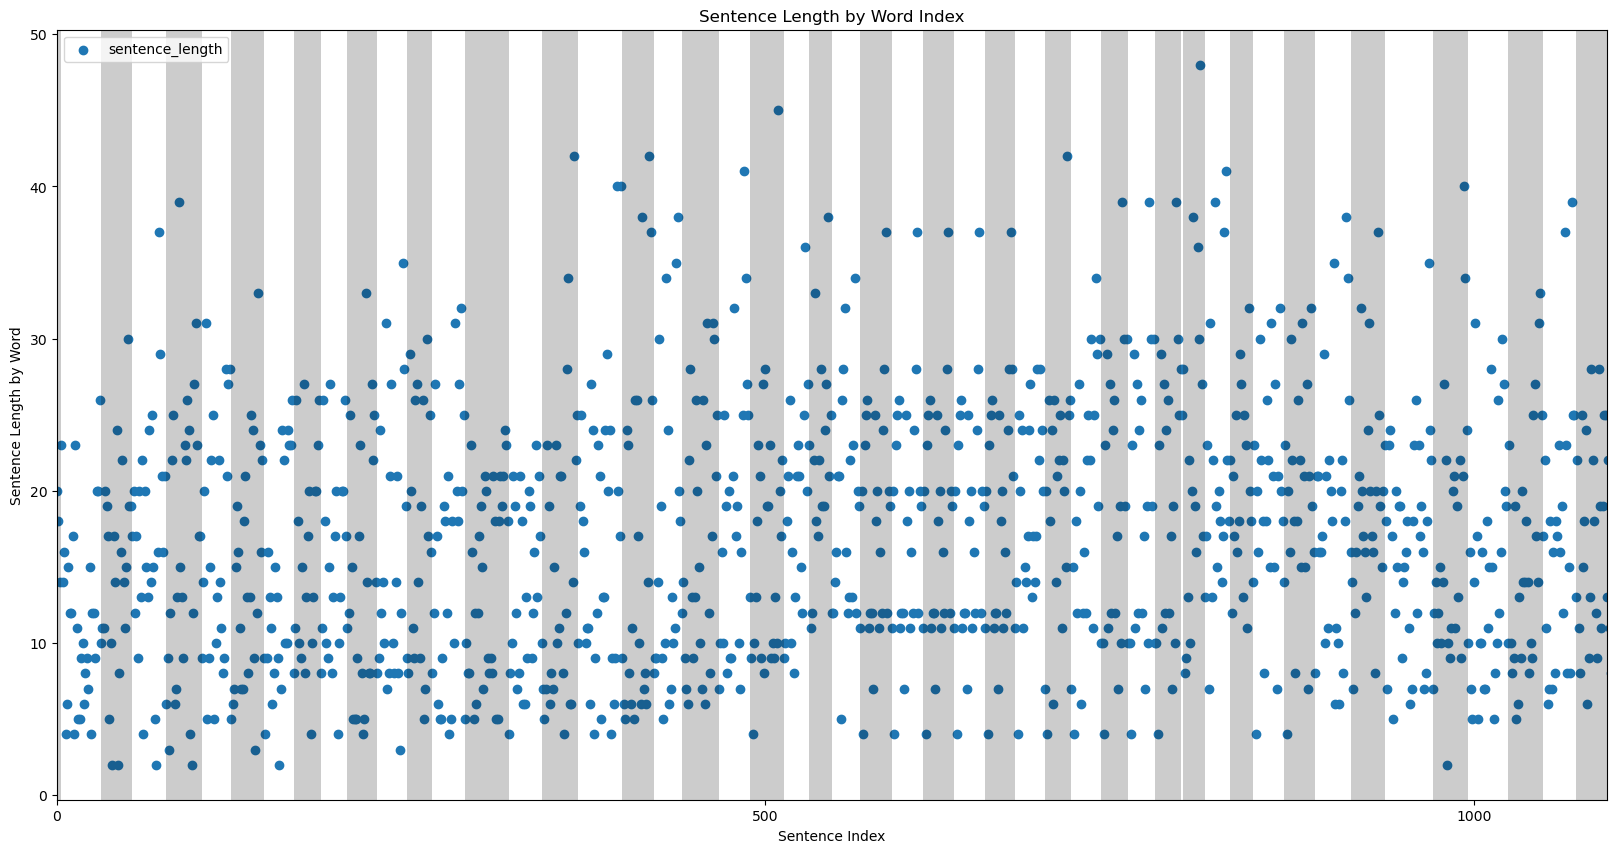 Sentence Length by Word Index
sentence_length
50
40
30
20
10
0
Sentence Length by Word
0
500
1000
Sentence Index